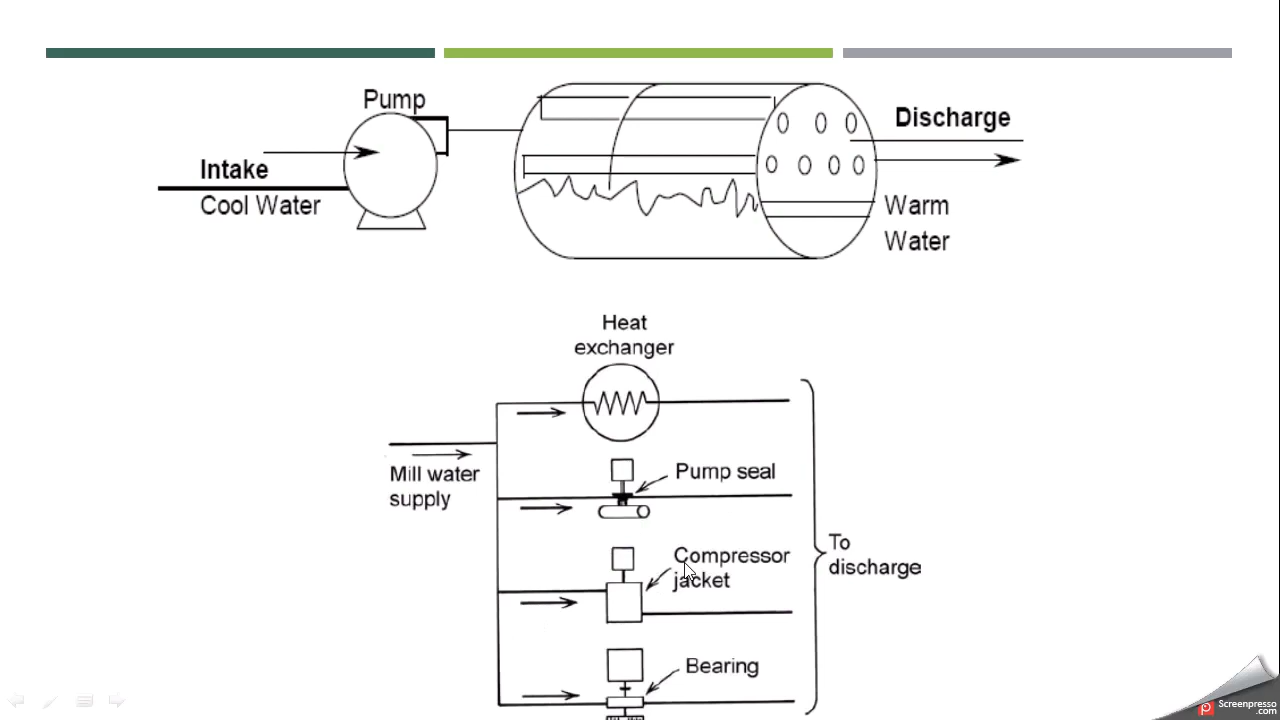 Pump
Discharge
Intake
Cool Water
Warm
Water
Heat
exchanger
Mill water
supply
Pump seal
Compressor
jacket
To
discharge
Bearing
Screenpresso
.com